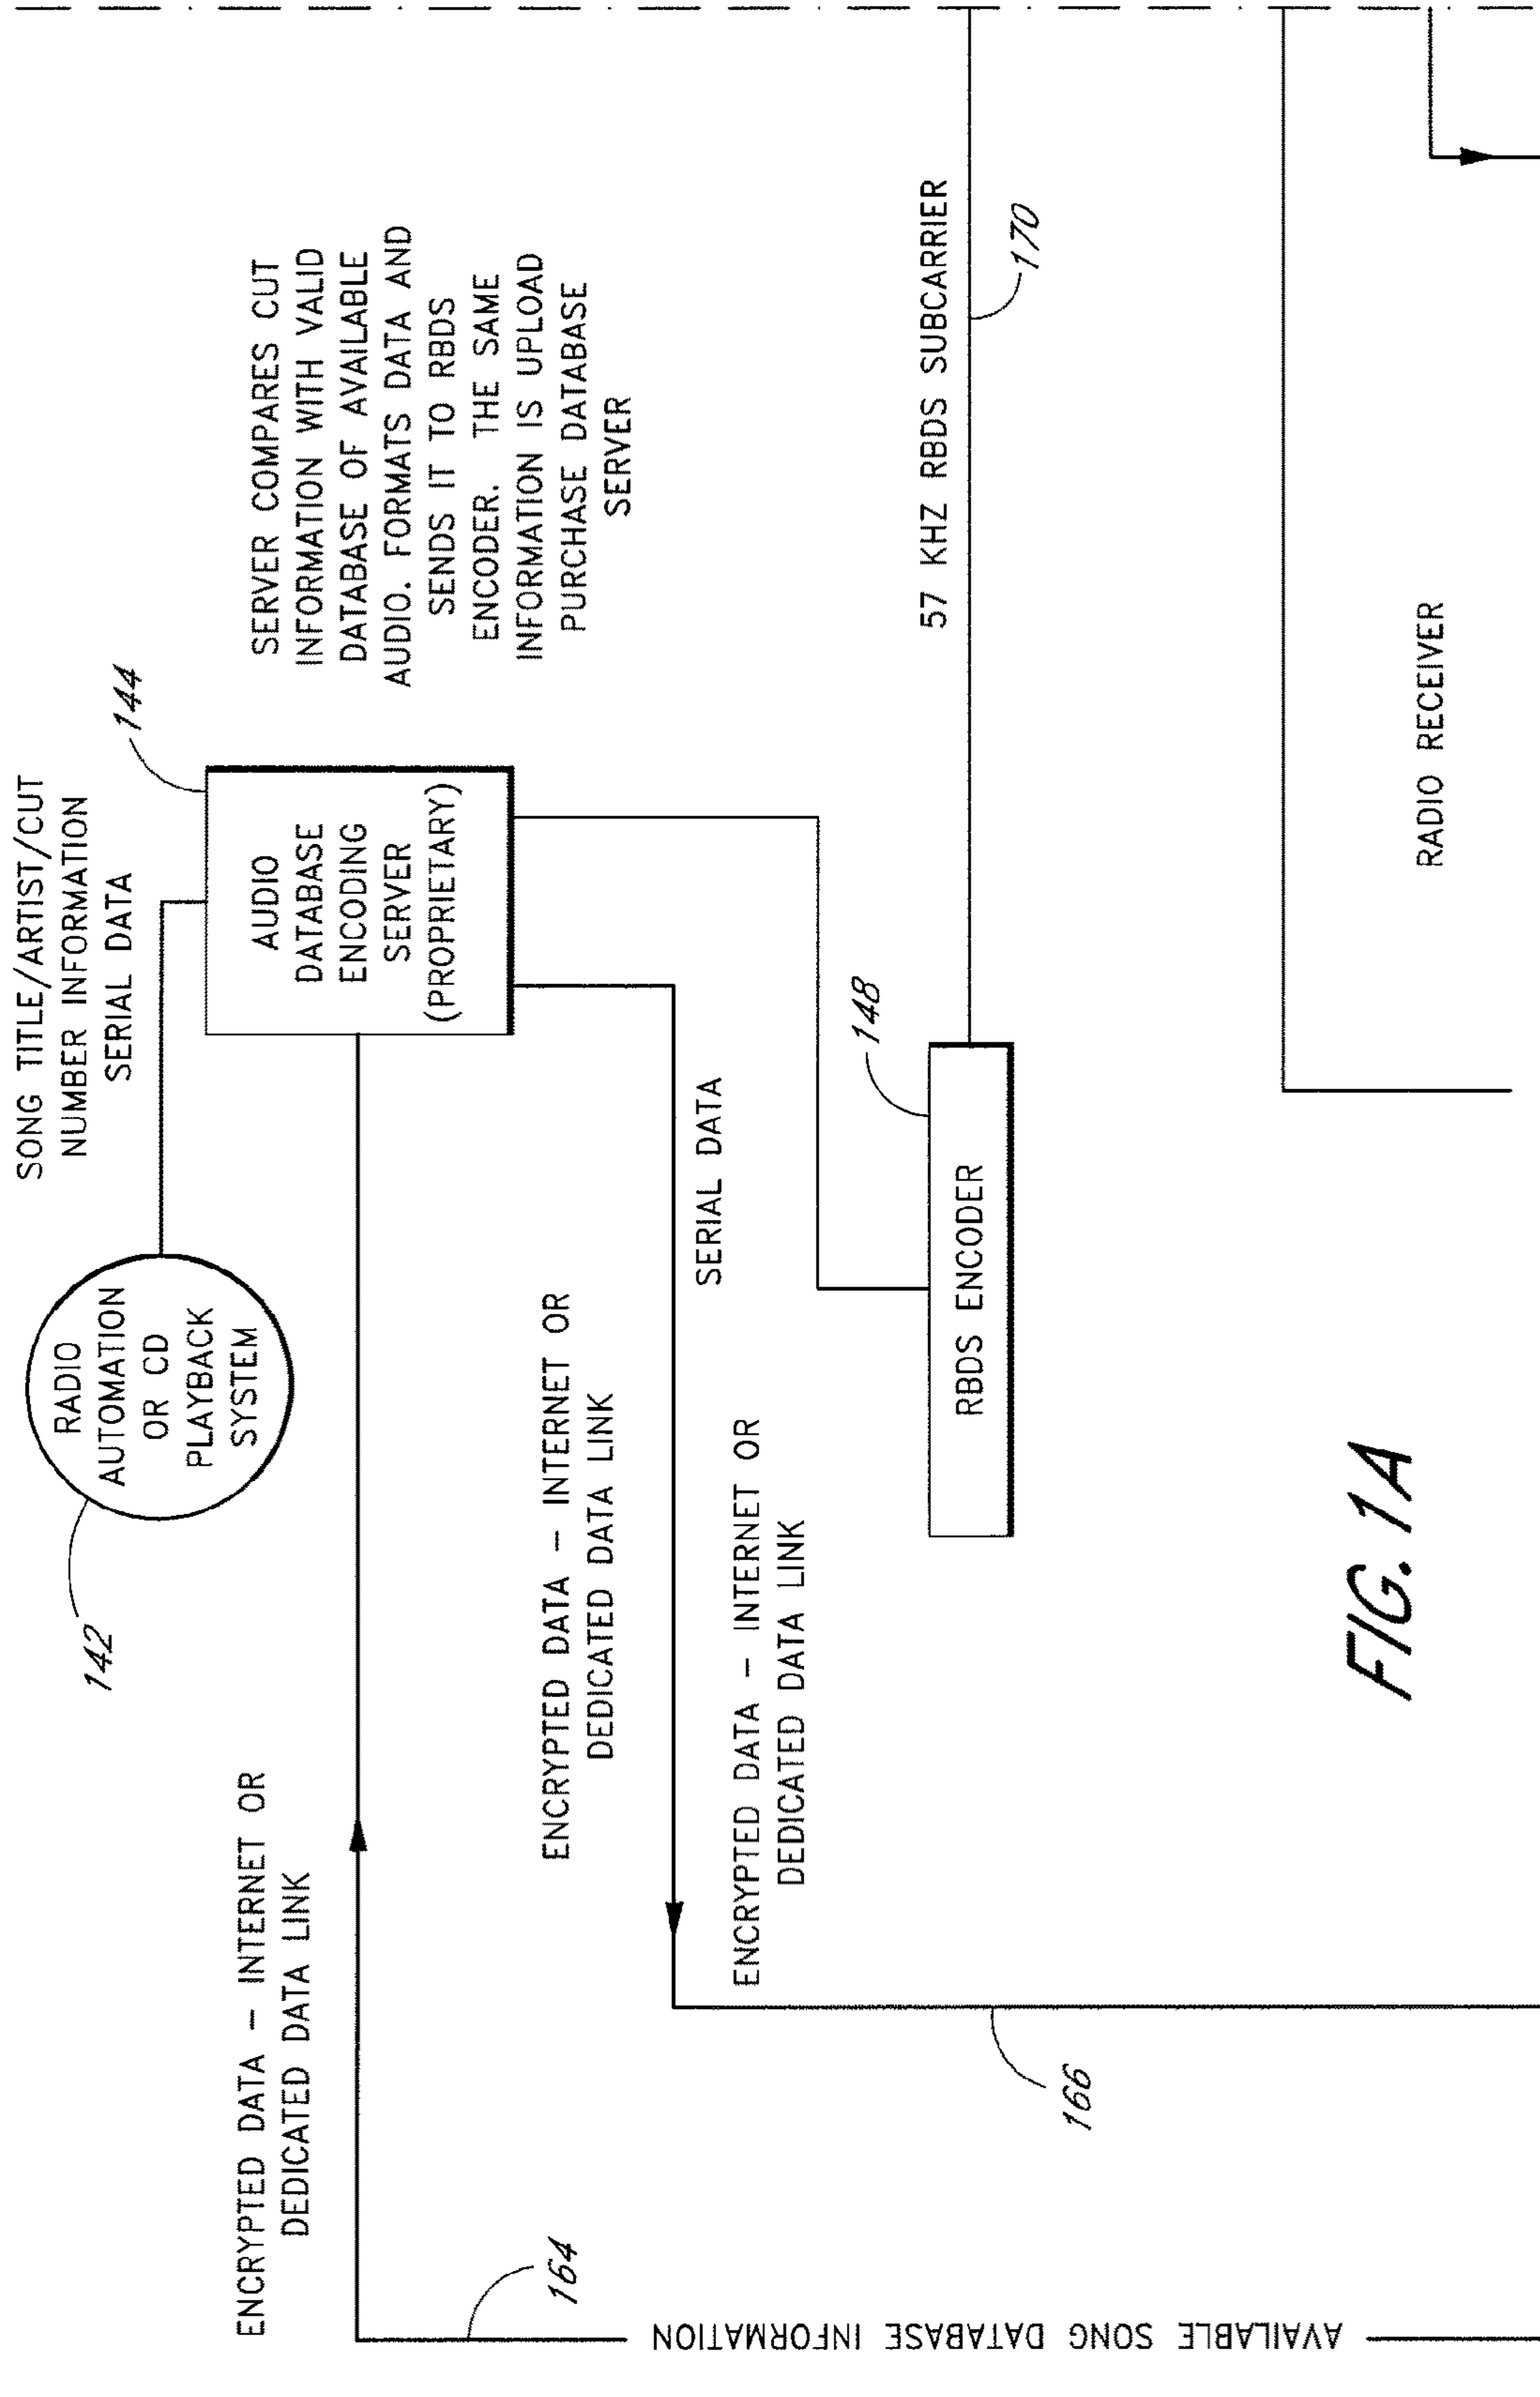 SONG TITLE/ARTIST/CUT
NUMBER INFORMATION
SERIAL DATA
142
RADIO
AUTOMATION
OR CD
PLAYBACK
SYSTEM
144
AUDIO
DATABASE
ENCODING
SERVER
(PROPRIETARY)
SERVER COMPARES CUT
INFORMATION WITH VALID
DATABASE OF AVAILABLE
AUDIO. FORMATS DATA AND
SENDS IT TO RBDS
ENCODER. THE SAME
INFORMATION IS UPLOAD
PURCHASE DATABASE
SERVER
ENCRYPTED DATA – INTERNET OR
DEDICATED DATA LINK
164
AVAILABLE SONG DATABASE INFORMATION
ENCRYPTED DATA – INTERNET OR
DEDICATED DATA LINK
SERIAL DATA
ENCRYPTED DATA – INTERNET OR
DEDICATED DATA LINK
166
148
RBDS ENCODER
57 KHZ RBDS SUBCARRIER
170
RADIO RECEIVER
FIG. 1A